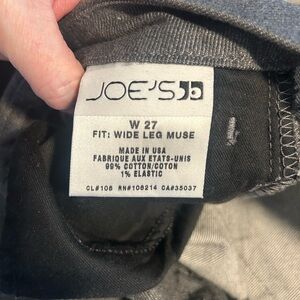 JOE'S
W 27
FIT: WIDE LEG MUSE
MADE IN USA
FABRIQUE AUX ETATS-UNIS
99% COTTON/COTON
1% ELASTIC
CL#106 RN#108214 CA#35037